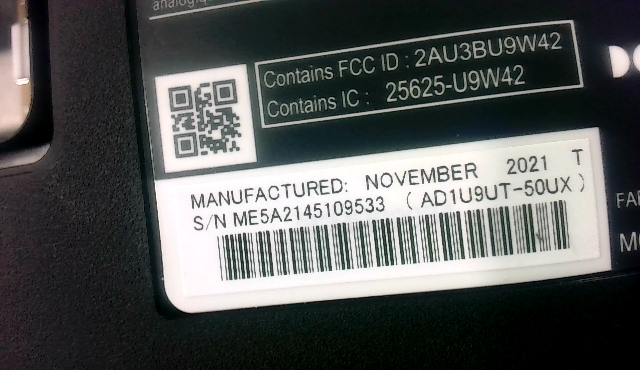 Contains FCC ID : 2AU3BU9W42
Contains IC : 25625-U9W42
MANUFACTURED: NOVEMBER 2021 T
S/N ME5A2145109533 ( AD1U9UT-50UX )